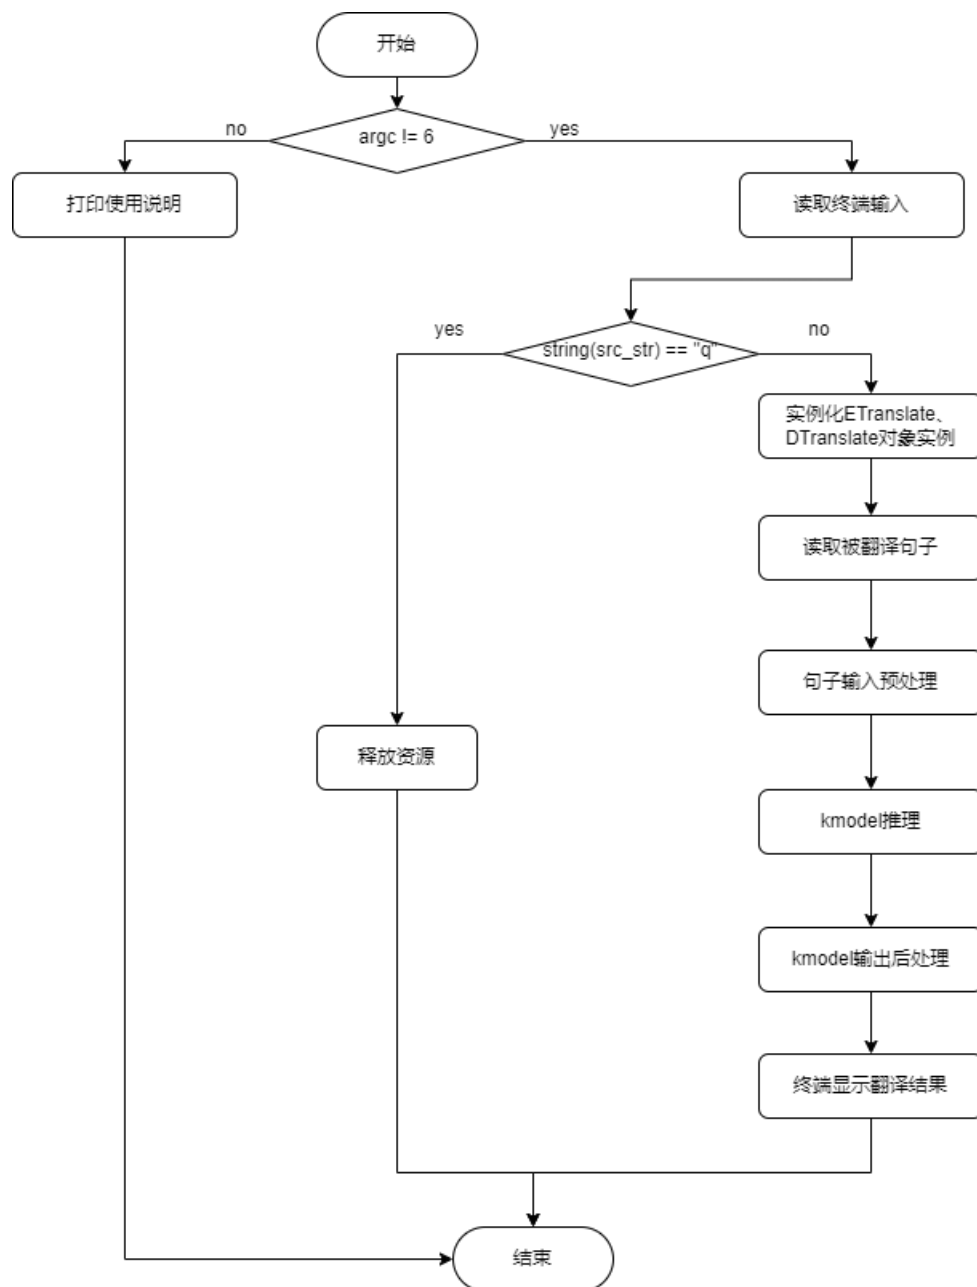 开始
argc != 6
no
yes
打印使用说明
读取终端输入
yes
string(src_str) == "q"
no
实例化ETranslate、
DTranslate对象实例
读取被翻译句子
句子输入预处理
释放资源
kmodel推理
kmodel输出后处理
终端显示翻译结果
结束